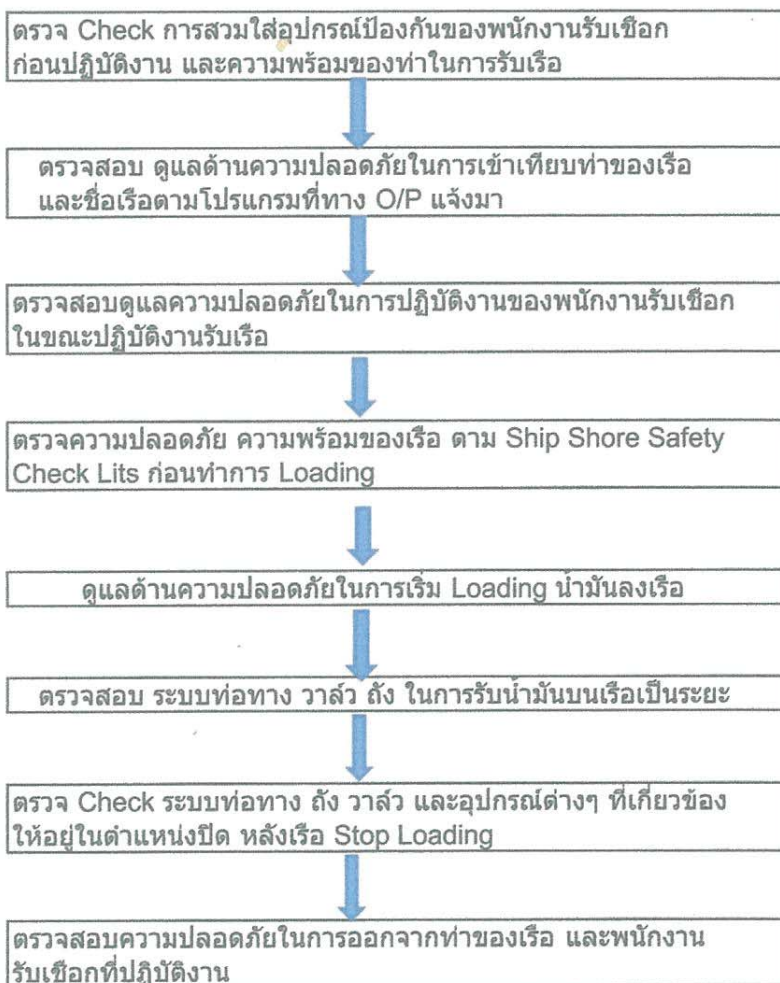 ตรวจ Check การสวมใส่อุปกรณ์ป้องกันของพนักงานรับเชือก
ก่อนปฏิบัติงาน และความพร้อมของท่าในการรับเรือ
ตรวจสอบ ดูแลด้านความปลอดภัยในการเข้าเทียบท่าของเรือ
และชื่อเรือตามโปรแกรมที่ทาง O/P แจ้งมา
ตรวจสอบดูแลความปลอดภัยในการปฏิบัติงานของพนักงานรับเชือก
ในขณะปฏิบัติงานรับเรือ
ตรวจความปลอดภัย ความพร้อมของเรือ ตาม Ship Shore Safety
Check Lits ก่อนทำการ Loading
ดูแลด้านความปลอดภัยในการเริ่ม Loading น้ำมันลงเรือ
ตรวจสอบ ระบบท่อทาง วาล์ว ถัง ในการรับน้ำมันบนเรือเป็นระยะ
ตรวจ Check ระบบท่อทาง ถัง วาล์ว และอุปกรณ์ต่างๆ ที่เกี่ยวข้อง
ให้อยู่ในตำแหน่งปิด หลังเรือ Stop Loading
ตรวจสอบความปลอดภัยในการออกจากท่าของเรือ และพนักงาน
รับเชือกที่ปฏิบัติงาน